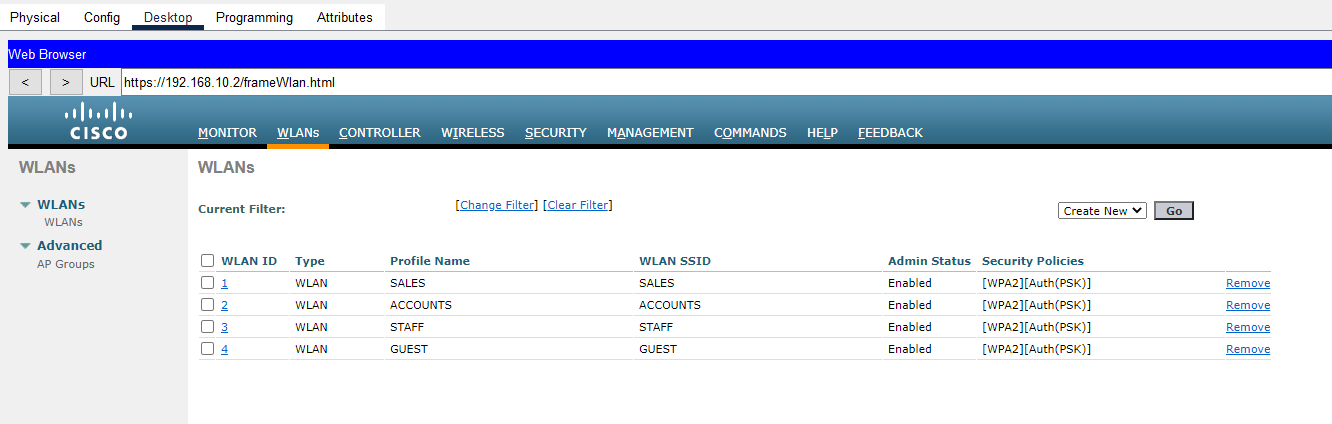 Physical Config Desktop Programming Attributes
Web Browser
< > URL https://192.168.10.2/frameWlan.html
CISCO
MONITOR WLANs CONTROLLER WIRELESS SECURITY MANAGEMENT COMMANDS HELP FEEDBACK
WLANs
WLANs
WLANs
Advanced
AP Groups
WLANs
Current Filter: [Change Filter] [Clear Filter] Create New Go
WLAN ID Type Profile Name WLAN SSID Admin Status Security Policies
1 WLAN SALES SALES Enabled [WPA2][Auth(PSK)] Remove
2 WLAN ACCOUNTS ACCOUNTS Enabled [WPA2][Auth(PSK)] Remove
3 WLAN STAFF STAFF Enabled [WPA2][Auth(PSK)] Remove
4 WLAN GUEST GUEST Enabled [WPA2][Auth(PSK)] Remove